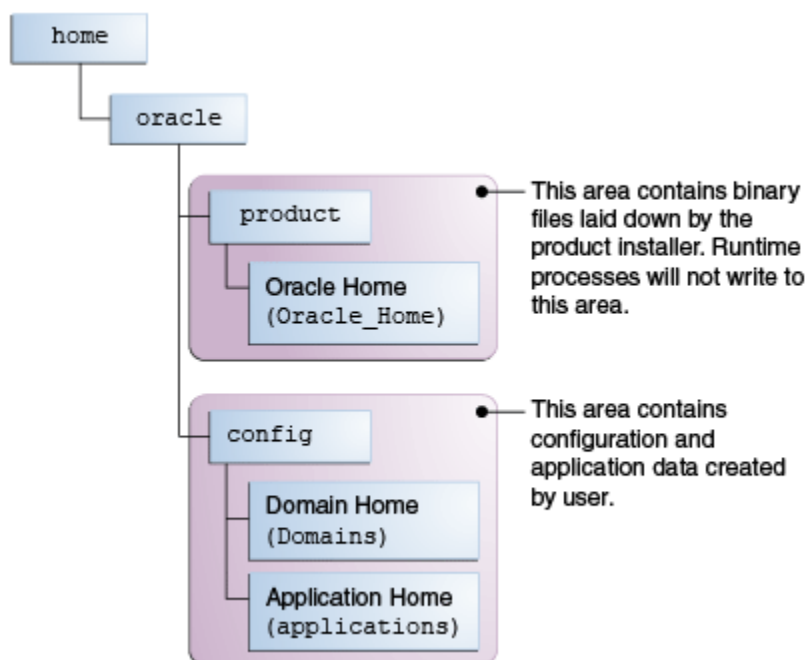 home
oracle
product
Oracle Home
(Oracle_Home)
This area contains binary
files laid down by the
product installer. Runtime
processes will not write to
this area.
config
Domain Home
(Domains)
Application Home
(applications)
This area contains
configuration and
application data created
by user.